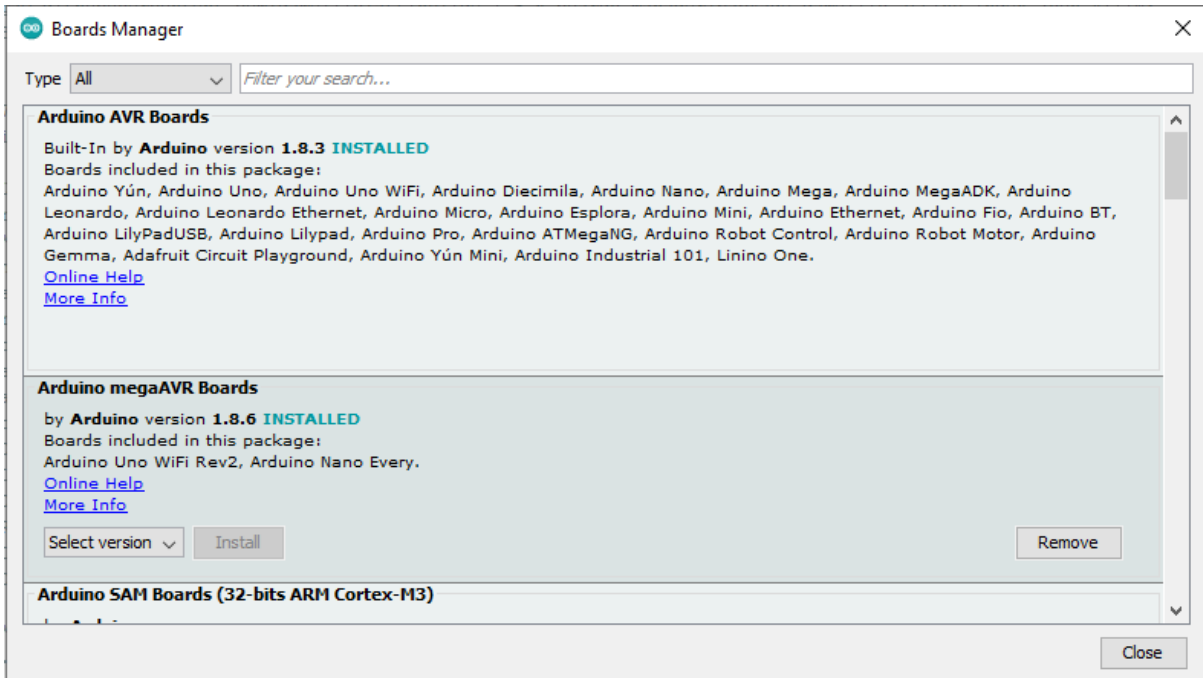 Boards Manager
Type All Filter your search...
Arduino AVR Boards
Built-In by Arduino version 1.8.3 INSTALLED
Boards included in this package:
Arduino Yún, Arduino Uno, Arduino Uno WiFi, Arduino Diecimila, Arduino Nano, Arduino Mega, Arduino MegaADK, Arduino
Leonardo, Arduino Leonardo Ethernet, Arduino Micro, Arduino Esplora, Arduino Mini, Arduino Ethernet, Arduino Fio, Arduino BT,
Arduino LilyPadUSB, Arduino Lilypad, Arduino Pro, Arduino ATMegaNG, Arduino Robot Control, Arduino Robot Motor, Arduino
Gemma, Adafruit Circuit Playground, Arduino Yún Mini, Arduino Industrial 101, Linino One.
Online Help
More Info
Arduino megaAVR Boards
by Arduino version 1.8.6 INSTALLED
Boards included in this package:
Arduino Uno WiFi Rev2, Arduino Nano Every.
Online Help
More Info
Select version Install Remove
Arduino SAM Boards (32-bits ARM Cortex-M3)
Close